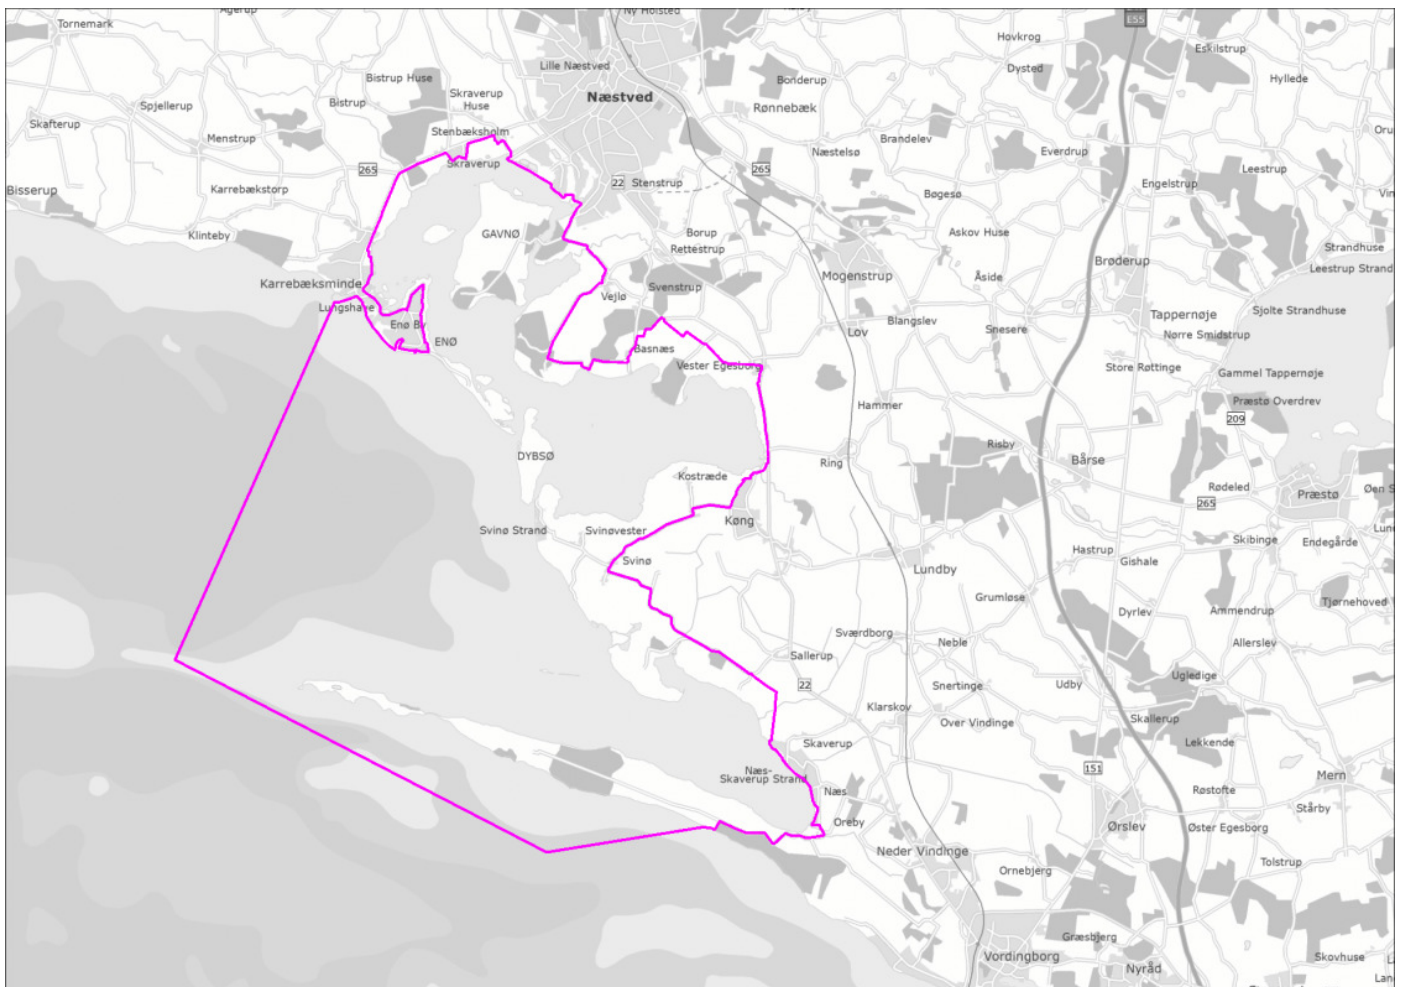 Tornemark
Agerup
Ny Holsted
E55
Hovkrog
Eskilstrup
Lille Næstved
Bistrup Huse
Dysted
Bonderup
Hyllede
Skraverup
Huse
Næstved
Bistrup
Spjellerup
Rønnebæk
Skafterup
Menstrup
Stenbæksholm
Brandelev
Næstelsø
Everdrup
Skraverup
265
265
Leestrup
Bisserup
Karrebækstorp
22
Stenstrup
Engelstrup
Bøgesø
Klinteby
GAVNØ
Borup
Rettestrup
Askov Huse
Strandhuse
Brøderup
Leestrup Strand
Mogenstrup
Åside
Karrebæksminde
Svenstrup
Vejlø
Lungshave
Enø By
Blangslev
Tappernøje
Sjolte Strandhuse
Lov
Snesere
Nørre Smidstrup
ENØ
Basnæs
Vester Egesborg
Store Røttinge
Gammel Tappernøje
Præstø Overdrev
Hammer
209
DYBSØ
Ring
Risby
Bårse
Kostræde
Rødeled
Præstø
265
Svinø Strand
Svinøvester
Køng
Skibinge
Endegårde
Hastrup
Svinø
Gishale
Lundby
Grumløse
Dyrlev
Ammendrup
Tjørnehoved
Sværdborg
Neble
Allerslev
Sallerup
22
Snertinge
Udby
Ugledige
Klarskov
Over Vindinge
Skallerup
Skaverup
Lekkende
Næs-
Skaverup Strand
151
Mern
Næs
Røstofte
Stårby
Oreby
Ørslev
Øster Egesborg
Neder Vindinge
Ornebjerg
Tolstrup
Græsbjerg
Vordingborg
Nyråd
Skovhuse